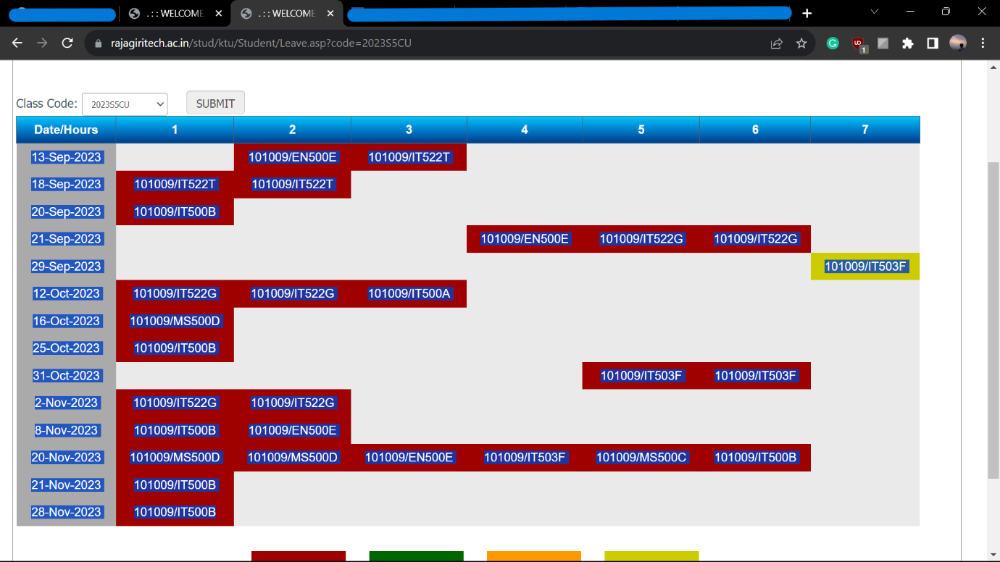 . : : WELCOME
. : : WELCOME
rajagiritech.ac.in/stud/ktu/Student/Leave.asp?code=2023S5CU
1
Class Code: 2023S5CU SUBMIT
Date/Hours 1 2 3 4 5 6 7
13-Sep-2023 101009/EN500E 101009/IT522T
18-Sep-2023 101009/IT522T 101009/IT522T
20-Sep-2023 101009/IT500B
21-Sep-2023 101009/EN500E 101009/IT522G 101009/IT522G
29-Sep-2023 101009/IT503F
12-Oct-2023 101009/IT522G 101009/IT522G 101009/IT500A
16-Oct-2023 101009/MS500D
25-Oct-2023 101009/IT500B
31-Oct-2023 101009/IT503F 101009/IT503F
2-Nov-2023 101009/IT522G 101009/IT522G
8-Nov-2023 101009/IT500B 101009/EN500E
20-Nov-2023 101009/MS500D 101009/MS500D 101009/EN500E 101009/IT503F 101009/MS500C 101009/IT500B
21-Nov-2023 101009/IT500B
28-Nov-2023 101009/IT500B